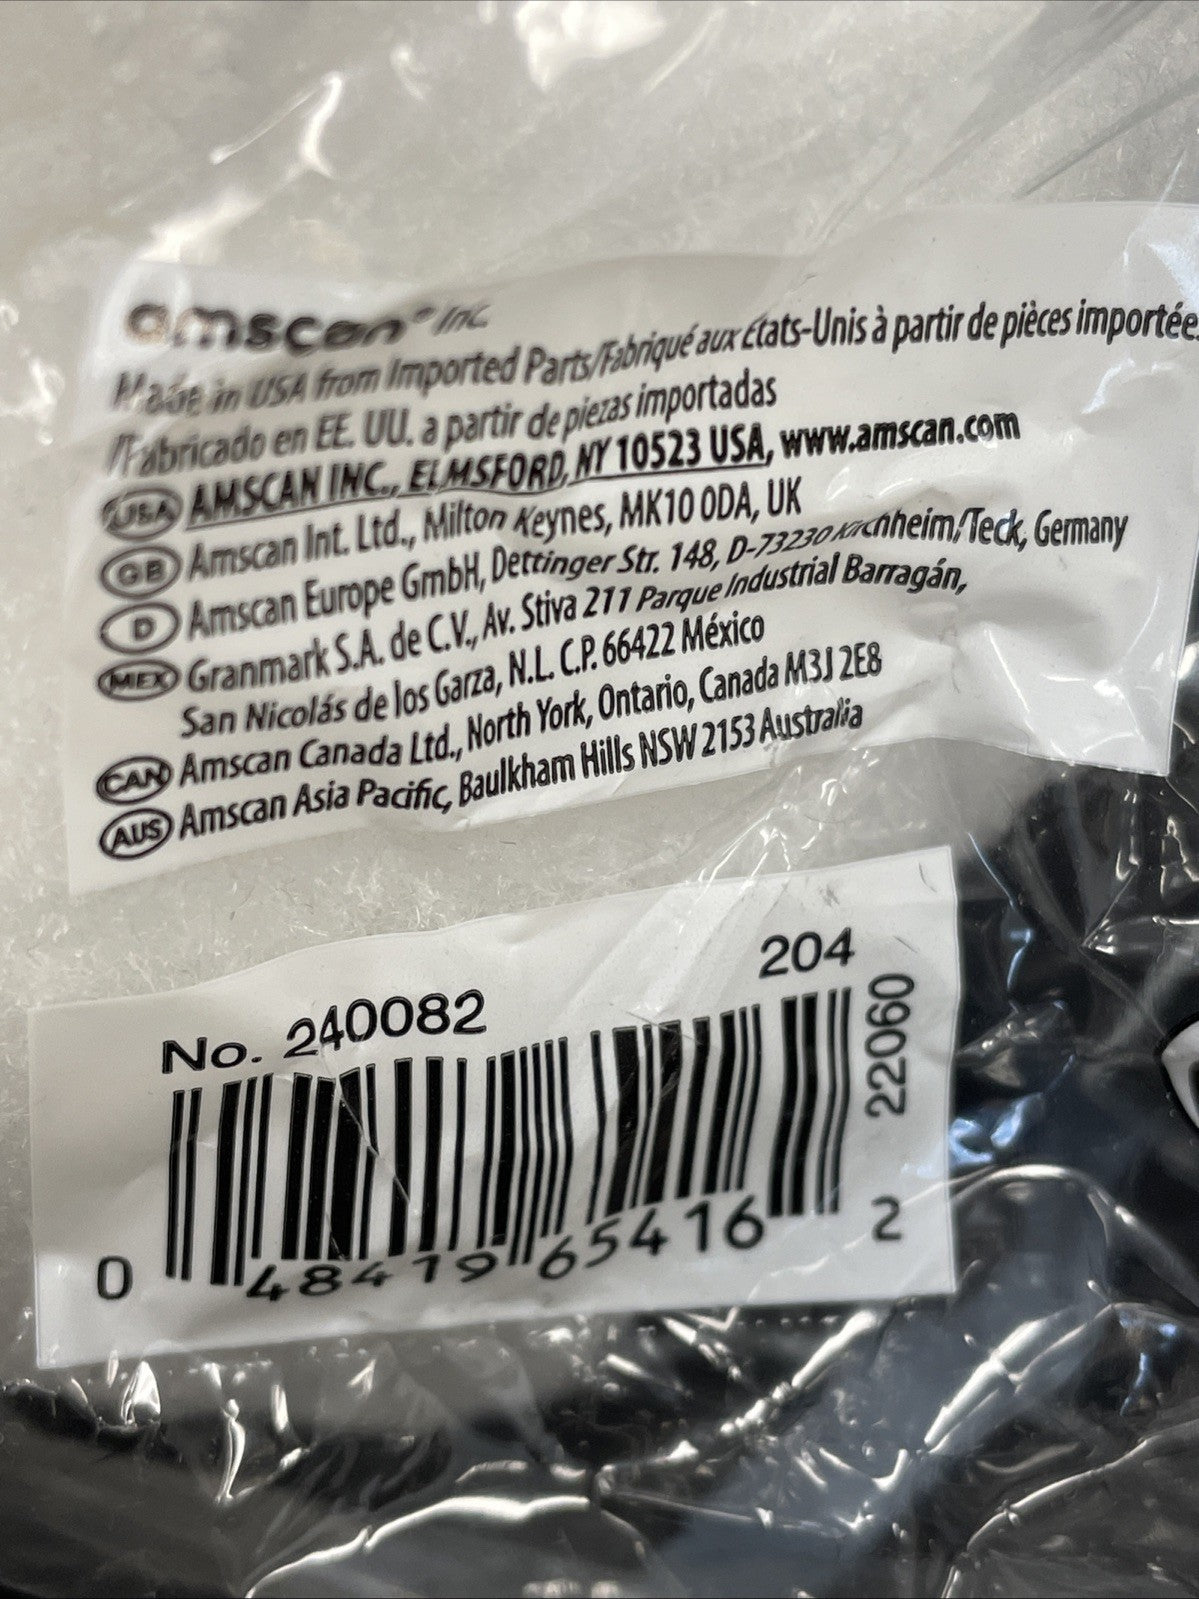 amscan® Inc.
Made in USA from Imported Parts/Fabriqué aux États-Unis à partir de pièces importées
/Fabricado en EE. UU. a partir de piezas importadas
USA AMSCAN INC., ELMSFORD, NY 10523 USA, www.amscan.com
GB Amscan Int. Ltd., Milton Keynes, MK10 0DA, UK
D Amscan Europe GmbH, Dettinger Str. 148, D-73230 Kirchheim/Teck, Germany
MEX Granmark S.A. de C.V., Av. Stiva 211 Parque Industrial Barragán,
San Nicolás de los Garza, N.L. C.P. 66422 México
CAN Amscan Canada Ltd., North York, Ontario, Canada M3J 2E8
AUS Amscan Asia Pacific, Baulkham Hills NSW 2153 Australia
No. 240082
204
22060
0 48419 65416 2